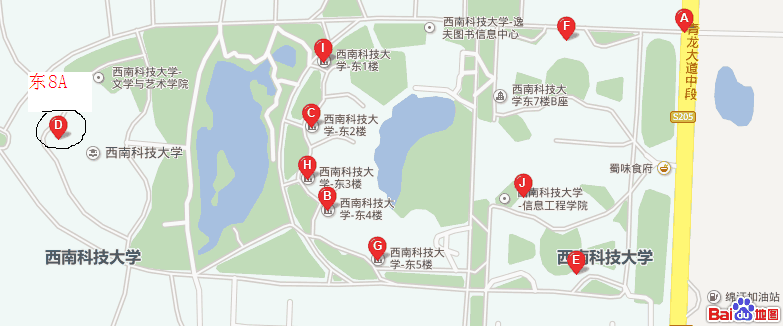 A
F
青龙大道中段
I
西南科技大学-逸
夫图书信息中心
西南科技大
学-东1楼
东8A
西南科技大学-
文学与艺术学院
西南科技大
学东7楼B座
C
西南科技大
学-东2楼
S205
D
西南科技大学
H
西南科技大
学-东3楼
蜀味食府
J
西南科技大学
-信息工程学院
B
西南科技大
学-东4楼
G
西南科技大
学-东5楼
西南科技大学
西南科技大学
E
绵江加油站
Bai du 地图